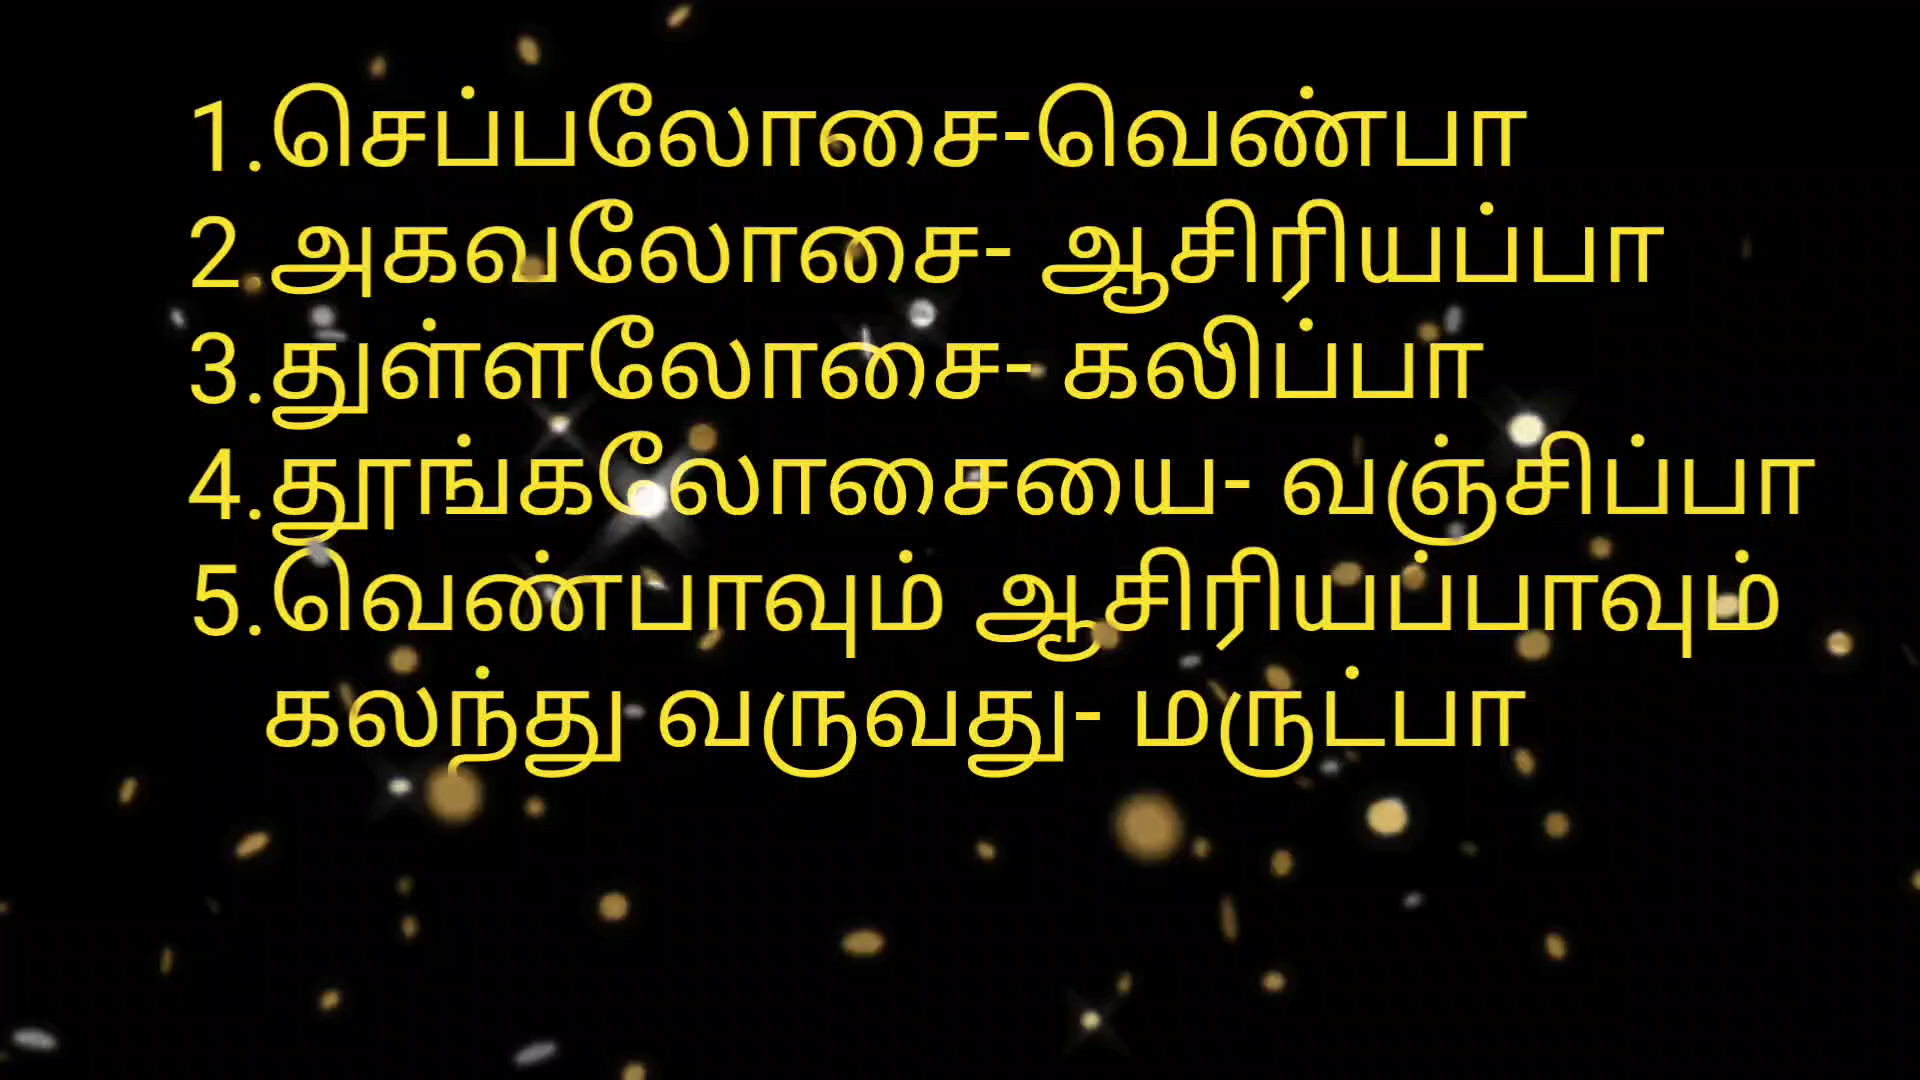 1.செப்பலோசை-வெண்பா
2.அகவலோசை- ஆசிரியப்பா
3.துள்ளலோசை- கலிப்பா
4.தூங்கலோசையை- வஞ்சிப்பா
5.வெண்பாவும் ஆசிரியப்பாவும்
கலந்து வருவது- மருட்பா